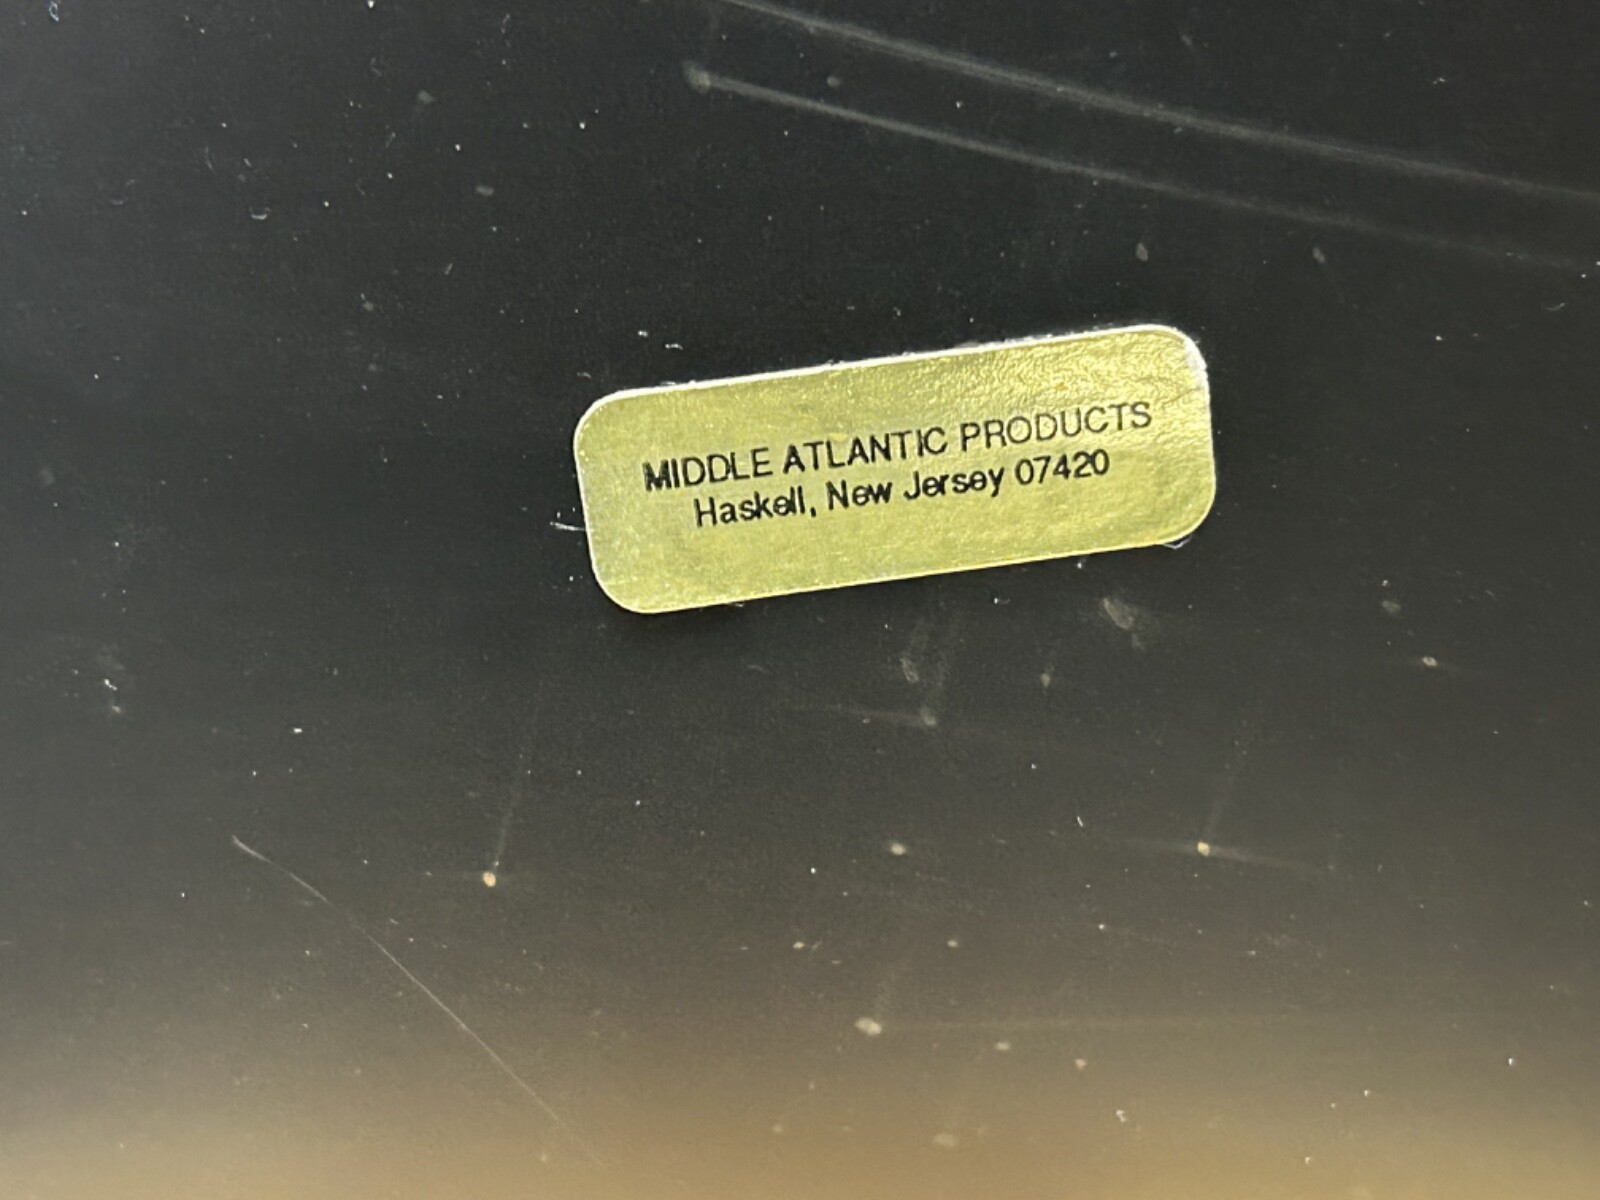 MIDDLE ATLANTIC PRODUCTS
Haskell, New Jersey 07420